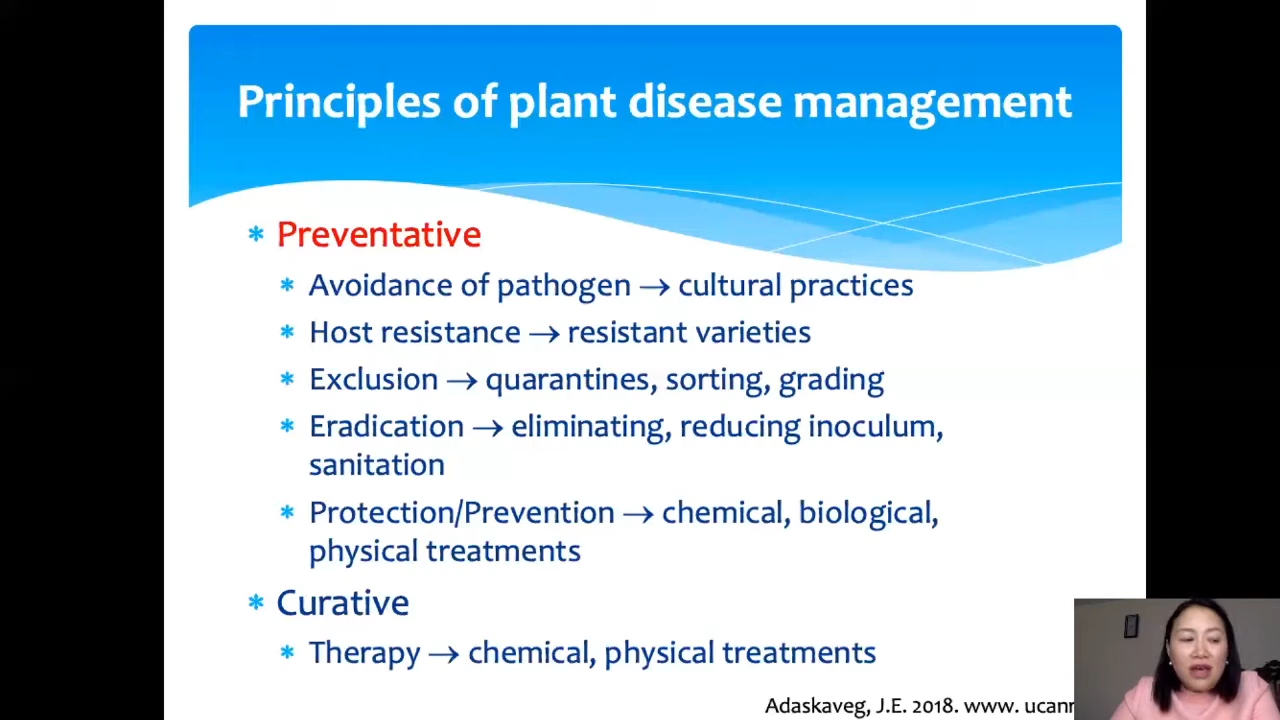 Principles of plant disease management
* Preventative
* Avoidance of pathogen → cultural practices
* Host resistance → resistant varieties
* Exclusion → quarantines, sorting, grading
* Eradication → eliminating, reducing inoculum,
sanitation
* Protection/Prevention → chemical, biological,
physical treatments
* Curative
* Therapy → chemical, physical treatments
Adaskaveg, J.E. 2018. www. ucann